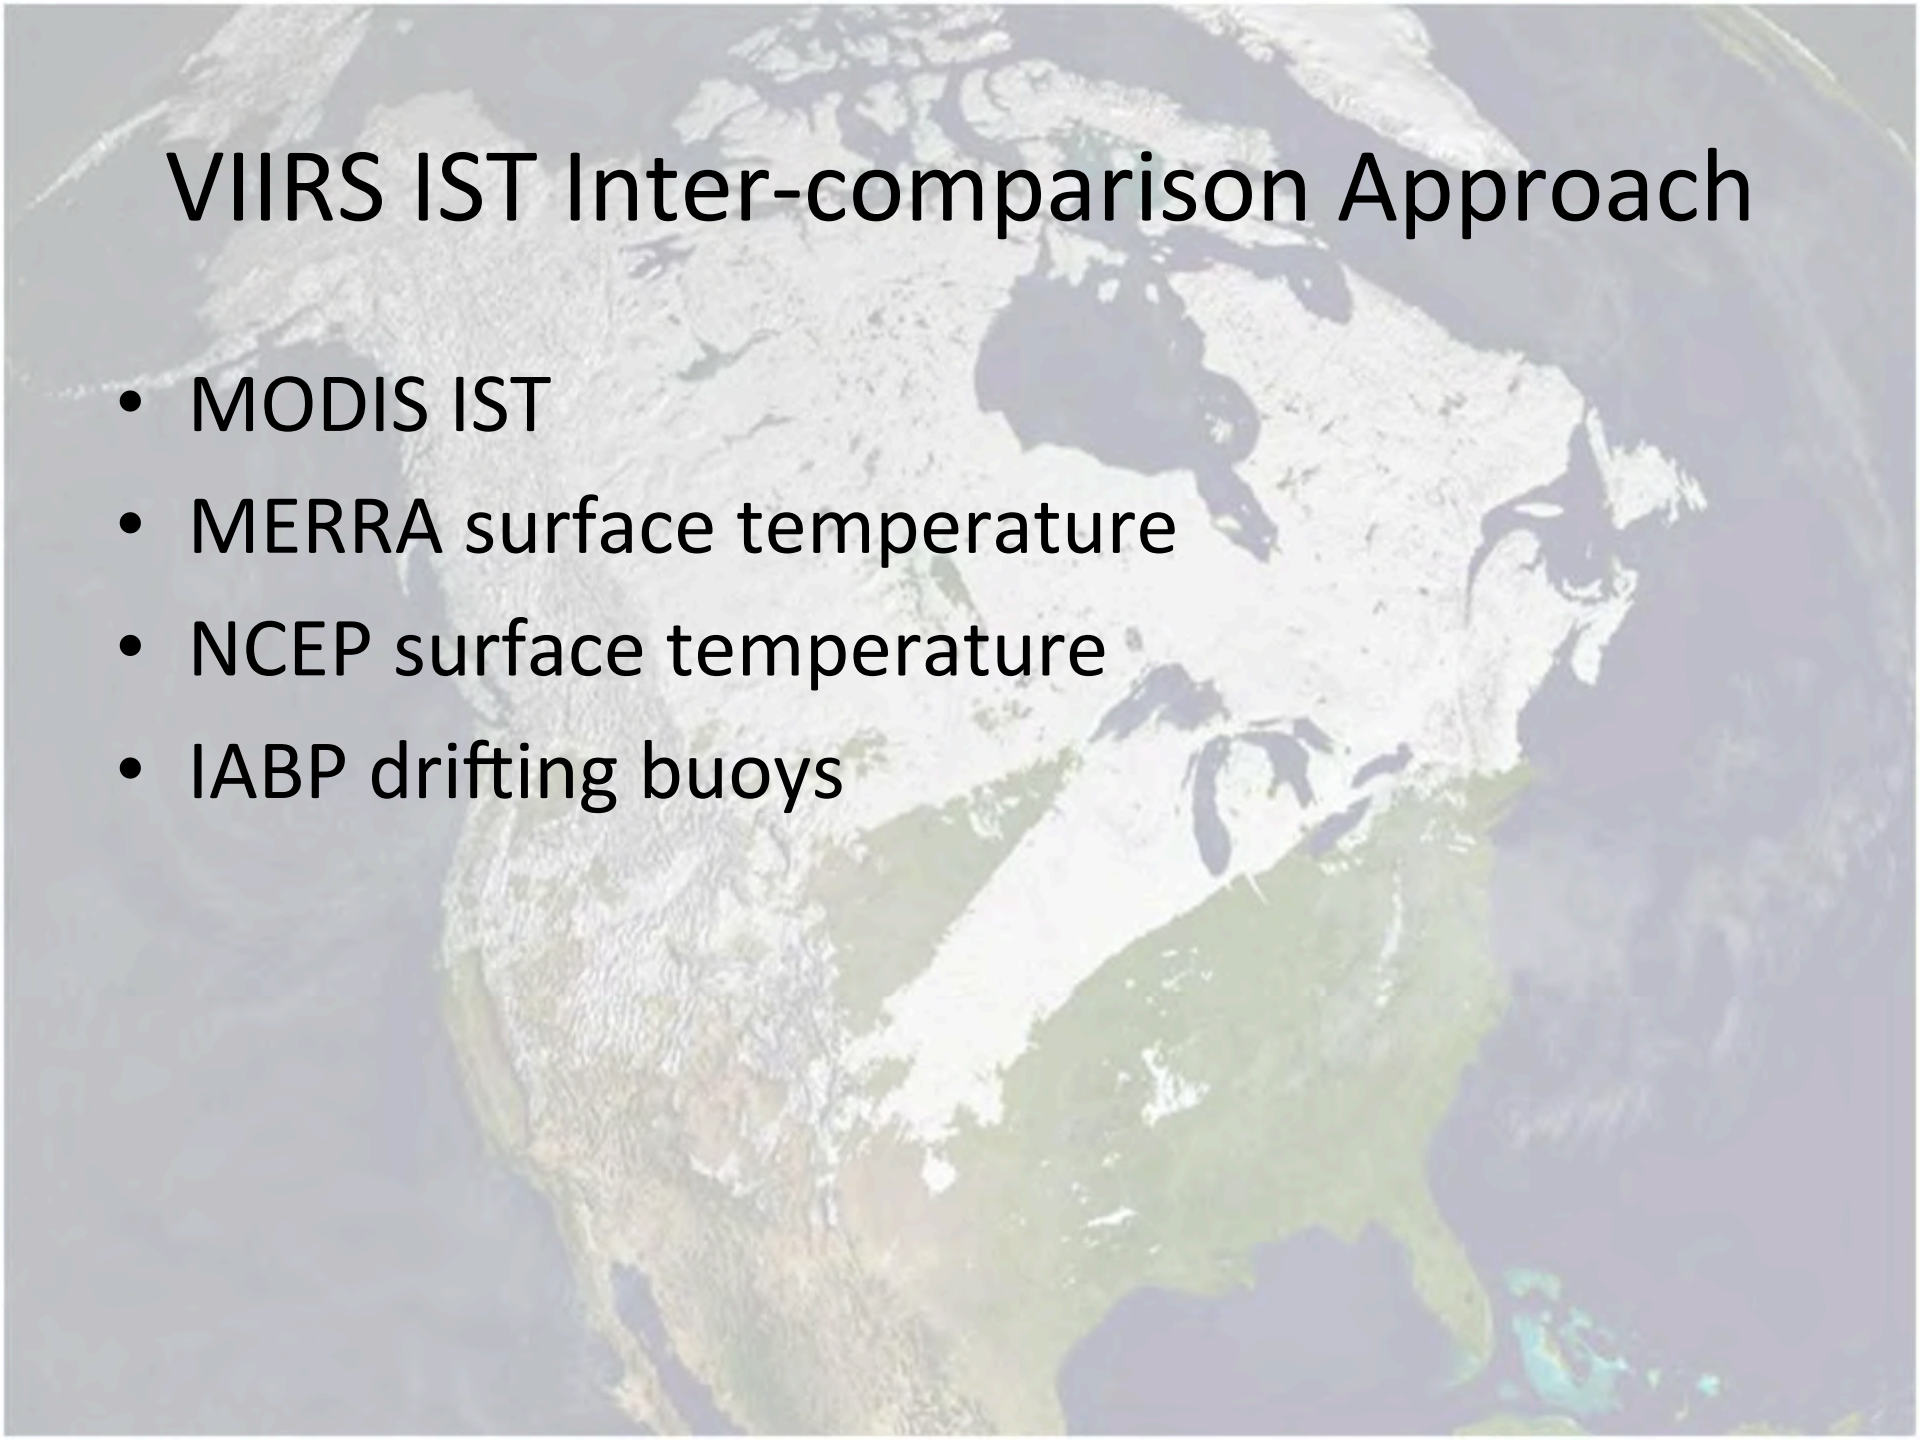 VIIRS IST Inter-comparison Approach
• MODIS IST
• MERRA surface temperature
• NCEP surface temperature
• IABP drifting buoys